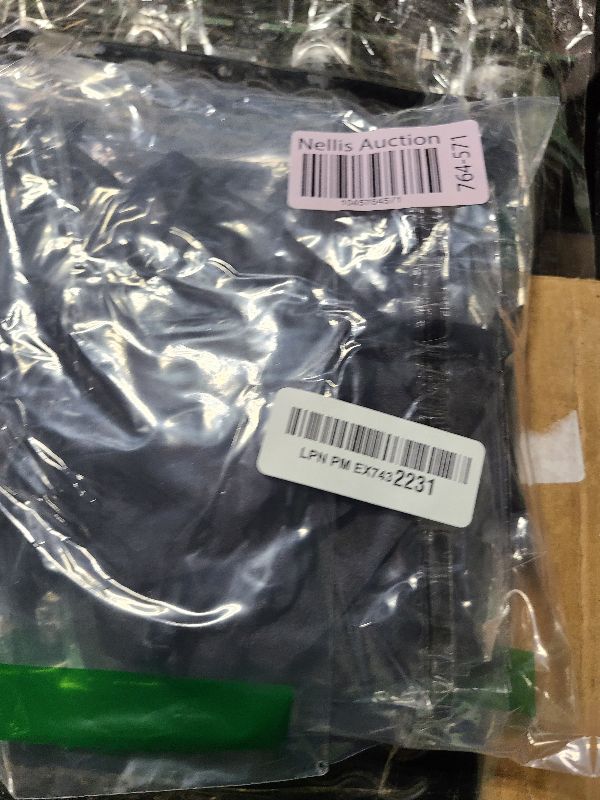 Nellis Auction
764-571
LPN PM EX7432231